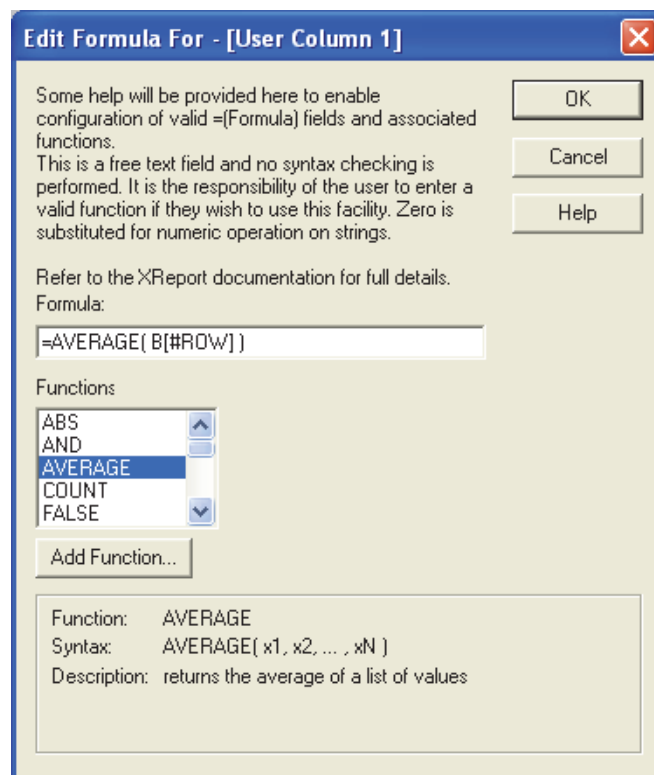 Edit Formula For - [User Column 1]
Some help will be provided here to enable
configuration of valid =(Formula) fields and associated
functions.
This is a free text field and no syntax checking is
performed. It is the responsibility of the user to enter a
valid function if they wish to use this facility. Zero is
substituted for numeric operation on strings.
Refer to the XReport documentation for full details.
Formula:
=AVERAGE( B[#ROW] )
Functions
ABS
AND
AVERAGE
COUNT
FALSE
Add Function...
Function: AVERAGE
Syntax: AVERAGE( x1, x2, ... , xN )
Description: returns the average of a list of values
OK
Cancel
Help